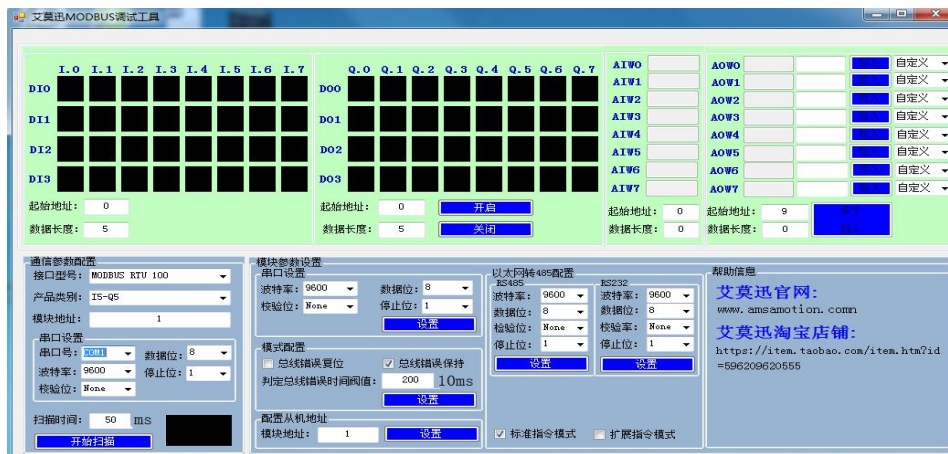 艾莫迅MODBUS调试工具
I.0 I.1 I.2 I.3 I.4 I.5 I.6 I.7
DI0
DI1
DI2
DI3
起始地址: 0
数据长度: 5
Q.0 Q.1 Q.2 Q.3 Q.4 Q.5 Q.6 Q.7
DO0
DO1
DO2
DO3
起始地址: 0 开启
数据长度: 5 关闭
AIW0
AIW1
AIW2
AIW3
AIW4
AIW5
AIW6
AIW7
起始地址: 0
数据长度: 0
AOW0 自定义
AOW1 自定义
AOW2 自定义
AOW3 自定义
AOW4 自定义
AOW5 自定义
AOW6 自定义
AOW7 自定义
起始地址: 9
数据长度: 0
通信参数配置
接口型号: MODBUS RTU 100
产品类别: I5-Q5
模块地址: 1
串口设置
串口号: COM1 数据位: 8
波特率: 9600 停止位: 1
校验位: None
扫描时间: 50 ms
开始扫描
模块参数设置
串口设置
波特率: 9600 数据位: 8
校验位: None 停止位: 1
设置
模式配置
总线错误复位 总线错误保持
判定总线错误时间阀值: 200 10ms
设置
配置从机地址
模块地址: 1 设置
以太网转485配置
RS485
波特率: 9600
数据位: 8
检验位: None
停止位: 1
设置
RS232
波特率: 9600
数据位: 8
校验率: None
停止位: 1
设置
标准指令模式 扩展指令模式
帮助信息
艾莫迅官网:
www.amsamotion.comn
艾莫迅淘宝店铺:
https://item.taobao.com/item.htm?id
=596209620555